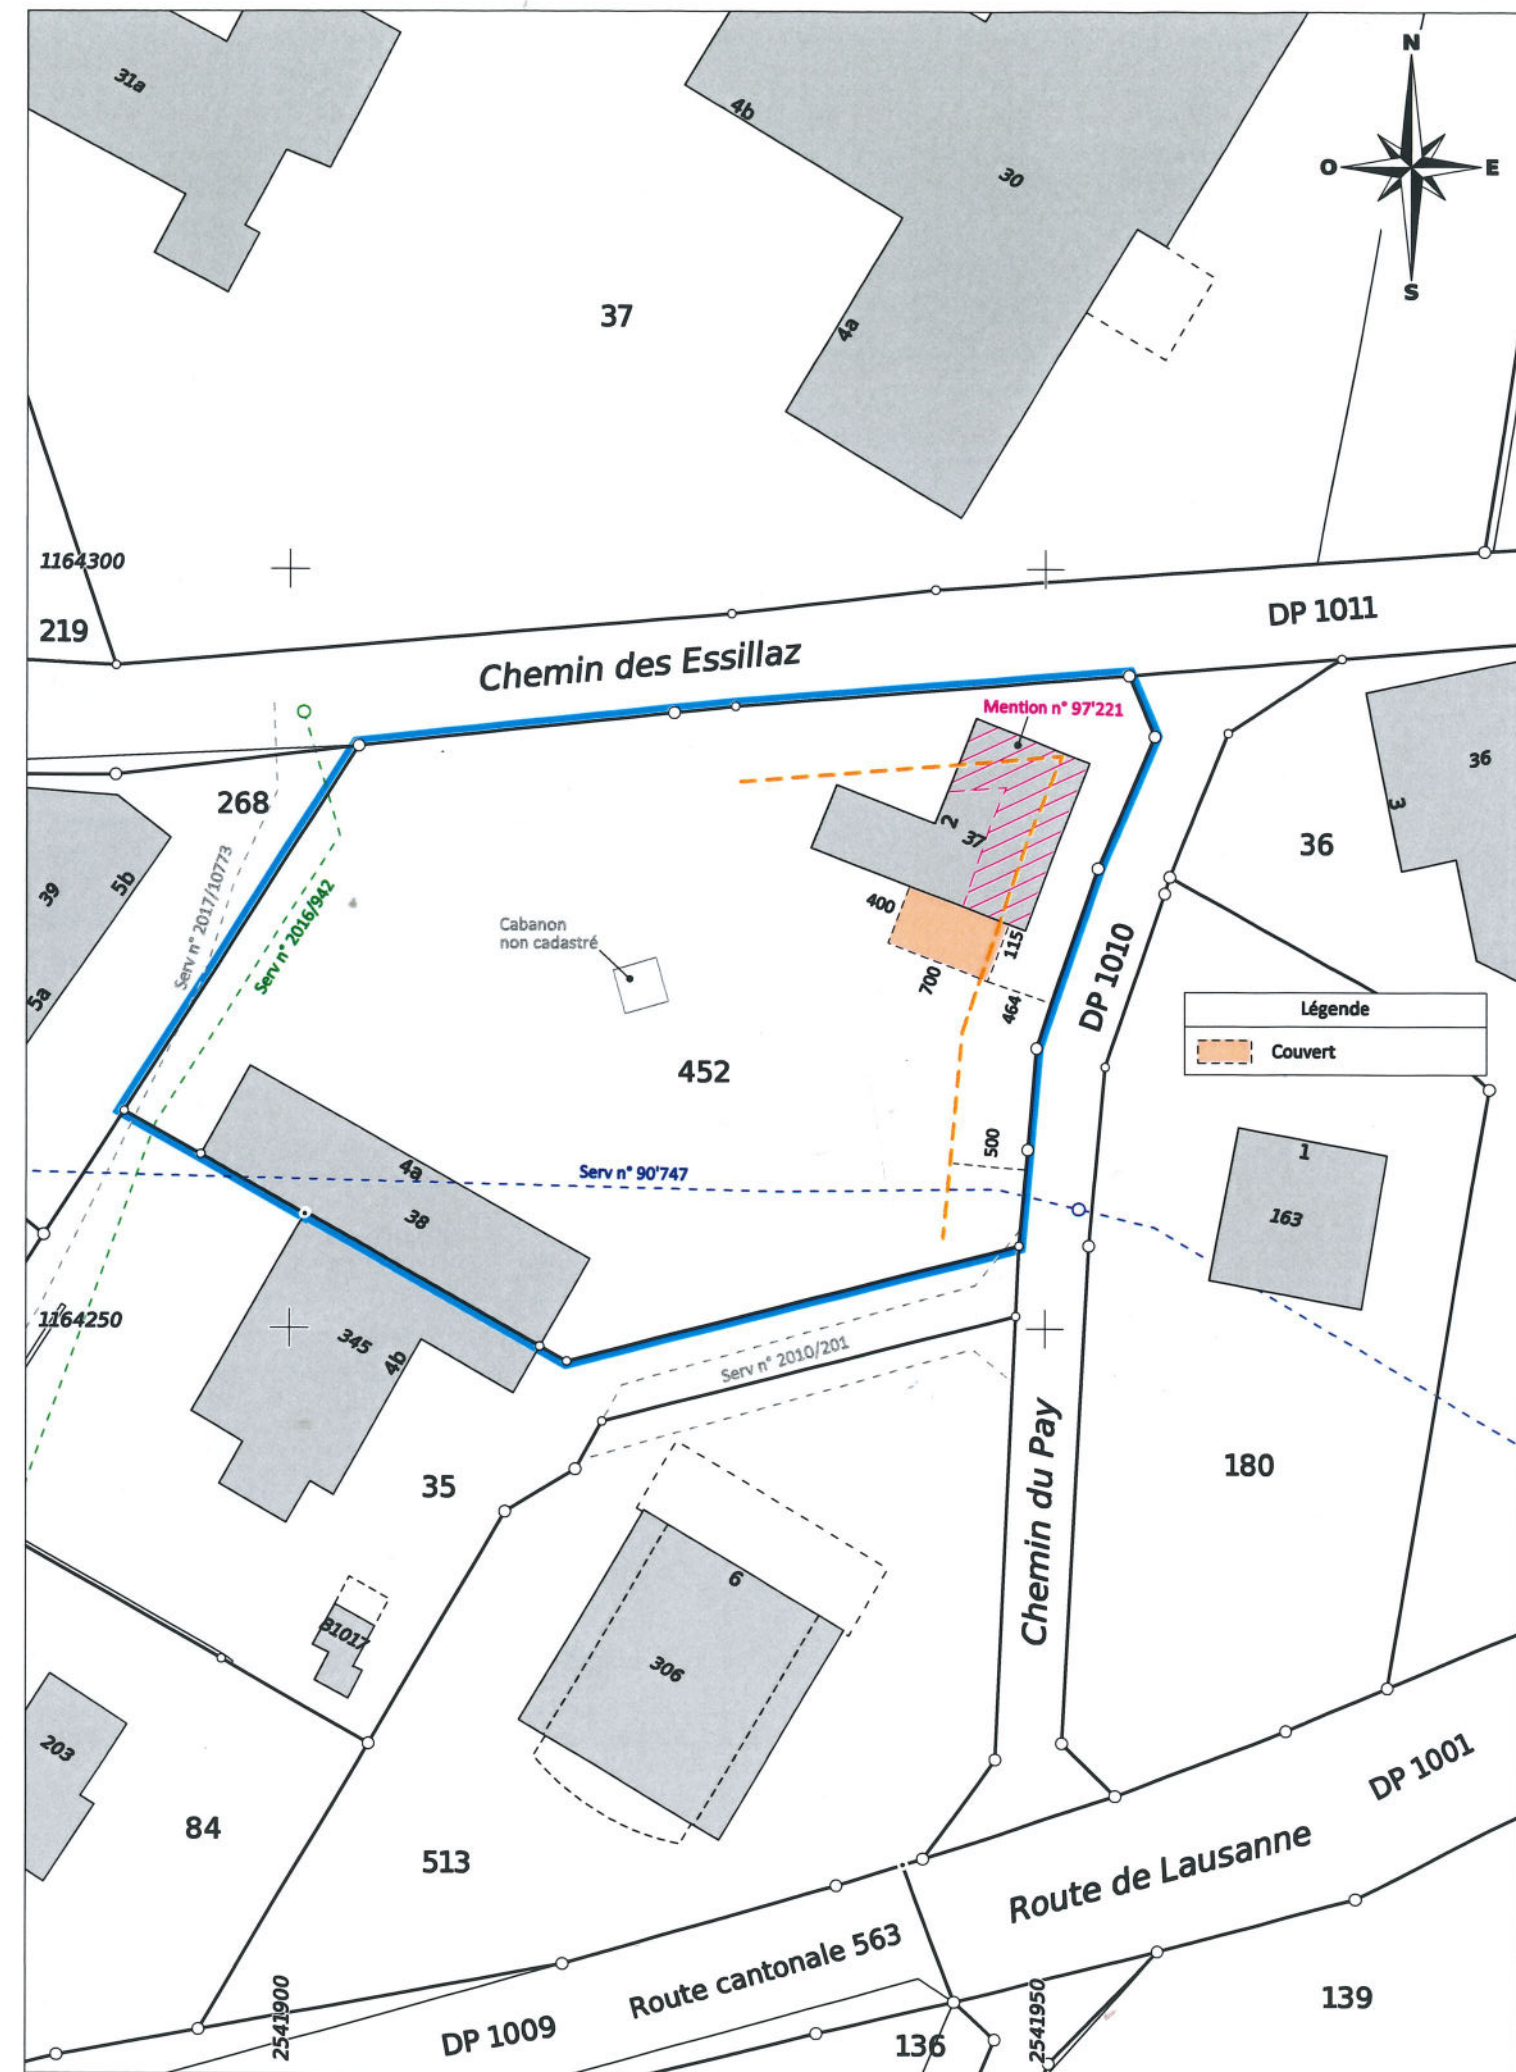 N
31a
4b
30
O
E
S
37
4a
1164300
219
DP 1011
Chemin des Essillaz
Mention n° 97'221
36
268
3
2
37
36
39
5b
Serv n° 2017/10773
Serv n° 2016/942
400
Cabanon
non cadastré
115
DP 1010
700
464
5a
Légende
Couvert
452
500
1
4a
Serv n° 90'747
38
163
1164250
345
4b
Serv n° 2010/201
Chemin du Pay
180
35
6
B1017
306
203
DP 1001
84
513
Route de Lausanne
Route cantonale 563
2541900
2541950
139
DP 1009
136